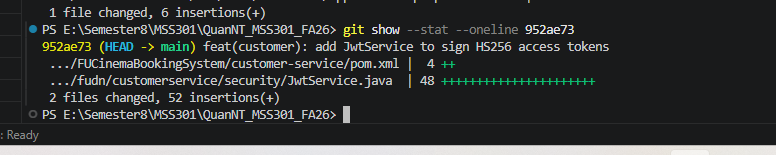 1 file changed, 6 insertions(+)
PS E:\Semester8\MSS301\QuanNT_MSS301_FA26> git show --stat --oneline 952ae73
952ae73 (HEAD -> main) feat(customer): add JwtService to sign HS256 access tokens
.../FUCinemaBookingSystem/customer-service/pom.xml | 4 ++
.../fudn/customerservice/security/JwtService.java | 48 ++++++++++++++++++++++
2 files changed, 52 insertions(+)
PS E:\Semester8\MSS301\QuanNT_MSS301_FA26>
: Ready